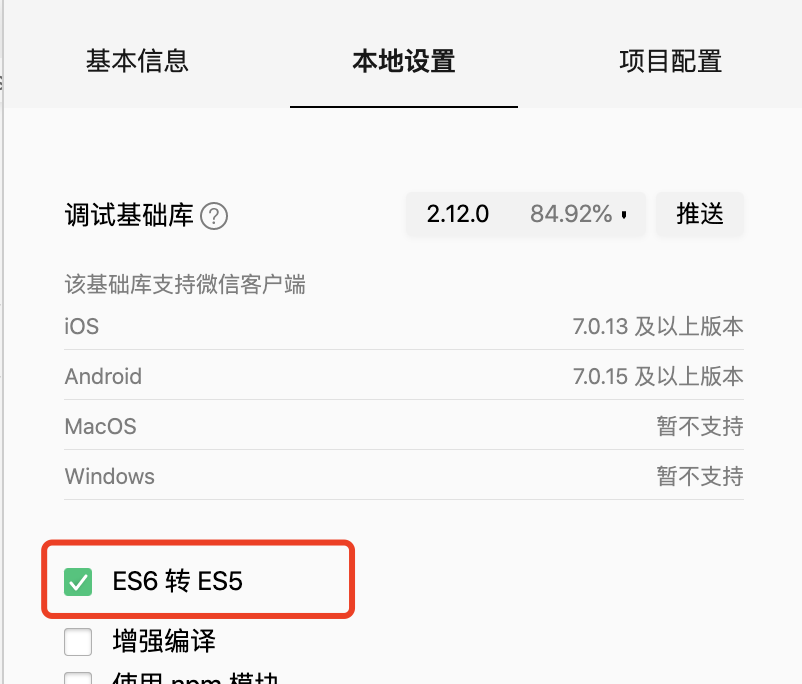 基本信息 本地设置 项目配置
调试基础库 ? 2.12.0 84.92% 推送
该基础库支持微信客户端
iOS 7.0.13 及以上版本
Android 7.0.15 及以上版本
MacOS 暂不支持
Windows 暂不支持
ES6 转 ES5
增强编译
使用 npm 模块